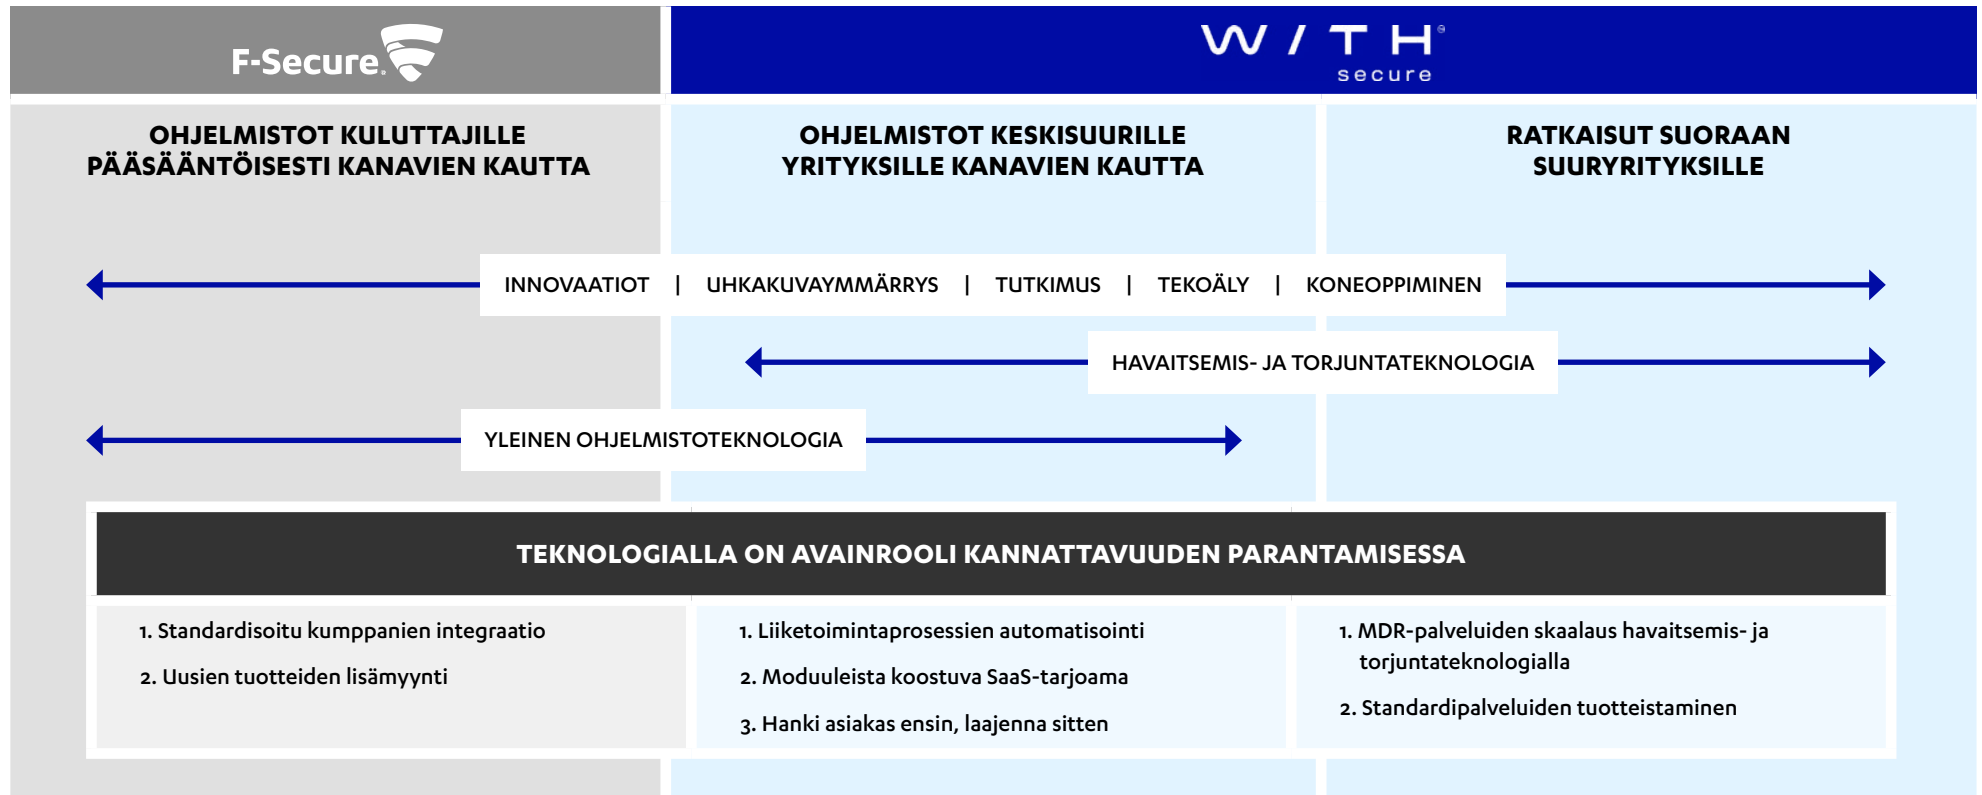 F-Secure.
W / T H
secure
OHJELMISTOT KULUTTAJILLE
PÄÄSÄÄNTÖISESTI KANAVIEN KAUTTA
OHJELMISTOT KESKISUURILLE
YRITYKSILLE KANAVIEN KAUTTA
RATKAISUT SUORAAN
SUURYRITYKSILLE
INNOVAATIOT | UHKAKUVAYMMÄRRYS | TUTKIMUS | TEKOÄLY | KONEOPPIMINEN
HAVAITSEMIS- JA TORJUNTATEKNOLOGIA
YLEINEN OHJELMISTOTEKNOLOGIA
TEKNOLOGIALLA ON AVAINROOLI KANNATTAVUUDEN PARANTAMISESSA
1. Standardisoitu kumppanien integraatio
2. Uusien tuotteiden lisämyynti
1. Liiketoimintaprosessien automatisointi
2. Moduuleista koostuva SaaS-tarjoama
3. Hanki asiakas ensin, laajenna sitten
1. MDR-palveluiden skaalaus havaitsemis- ja
torjuntateknologialla
2. Standardipalveluiden tuotteistaminen